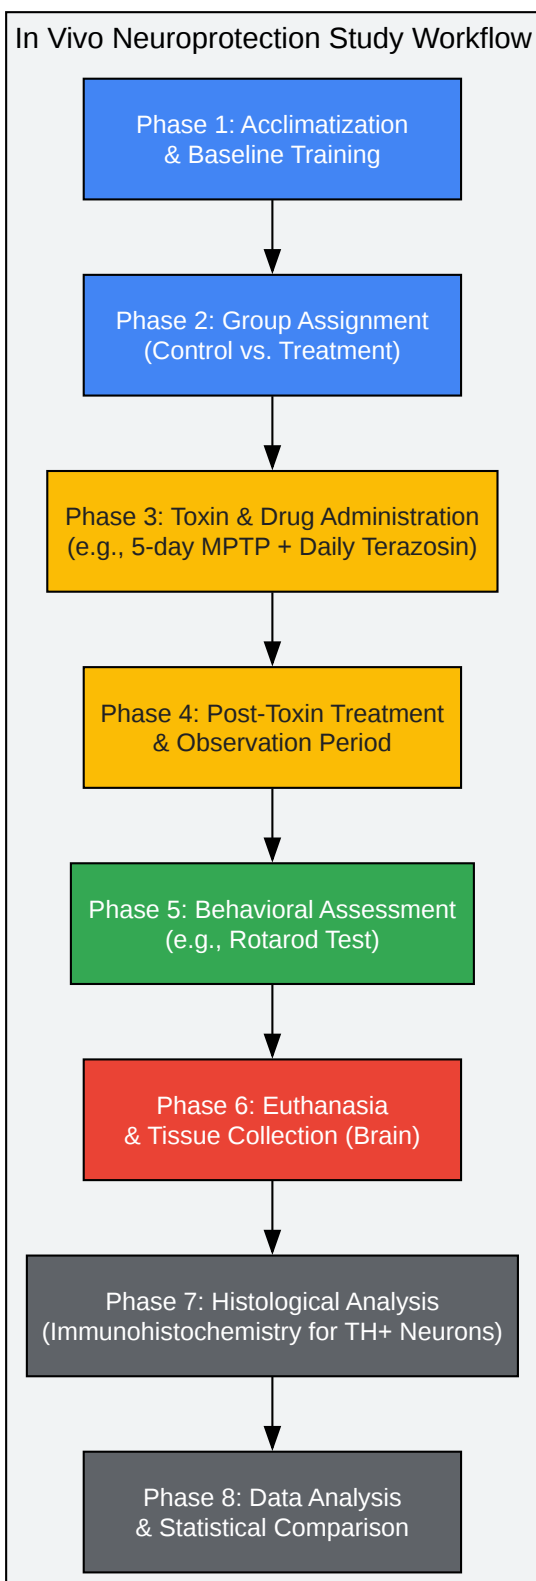 In Vivo Neuroprotection Study Workflow
Phase 1: Acclimatization
& Baseline Training
Phase 2: Group Assignment
(Control vs. Treatment)
Phase 3: Toxin & Drug Administration
(e.g., 5-day MPTP + Daily Terazosin)
Phase 4: Post-Toxin Treatment
& Observation Period
Phase 5: Behavioral Assessment
(e.g., Rotarod Test)
Phase 6: Euthanasia
& Tissue Collection (Brain)
Phase 7: Histological Analysis
(Immunohistochemistry for TH+ Neurons)
Phase 8: Data Analysis
& Statistical Comparison